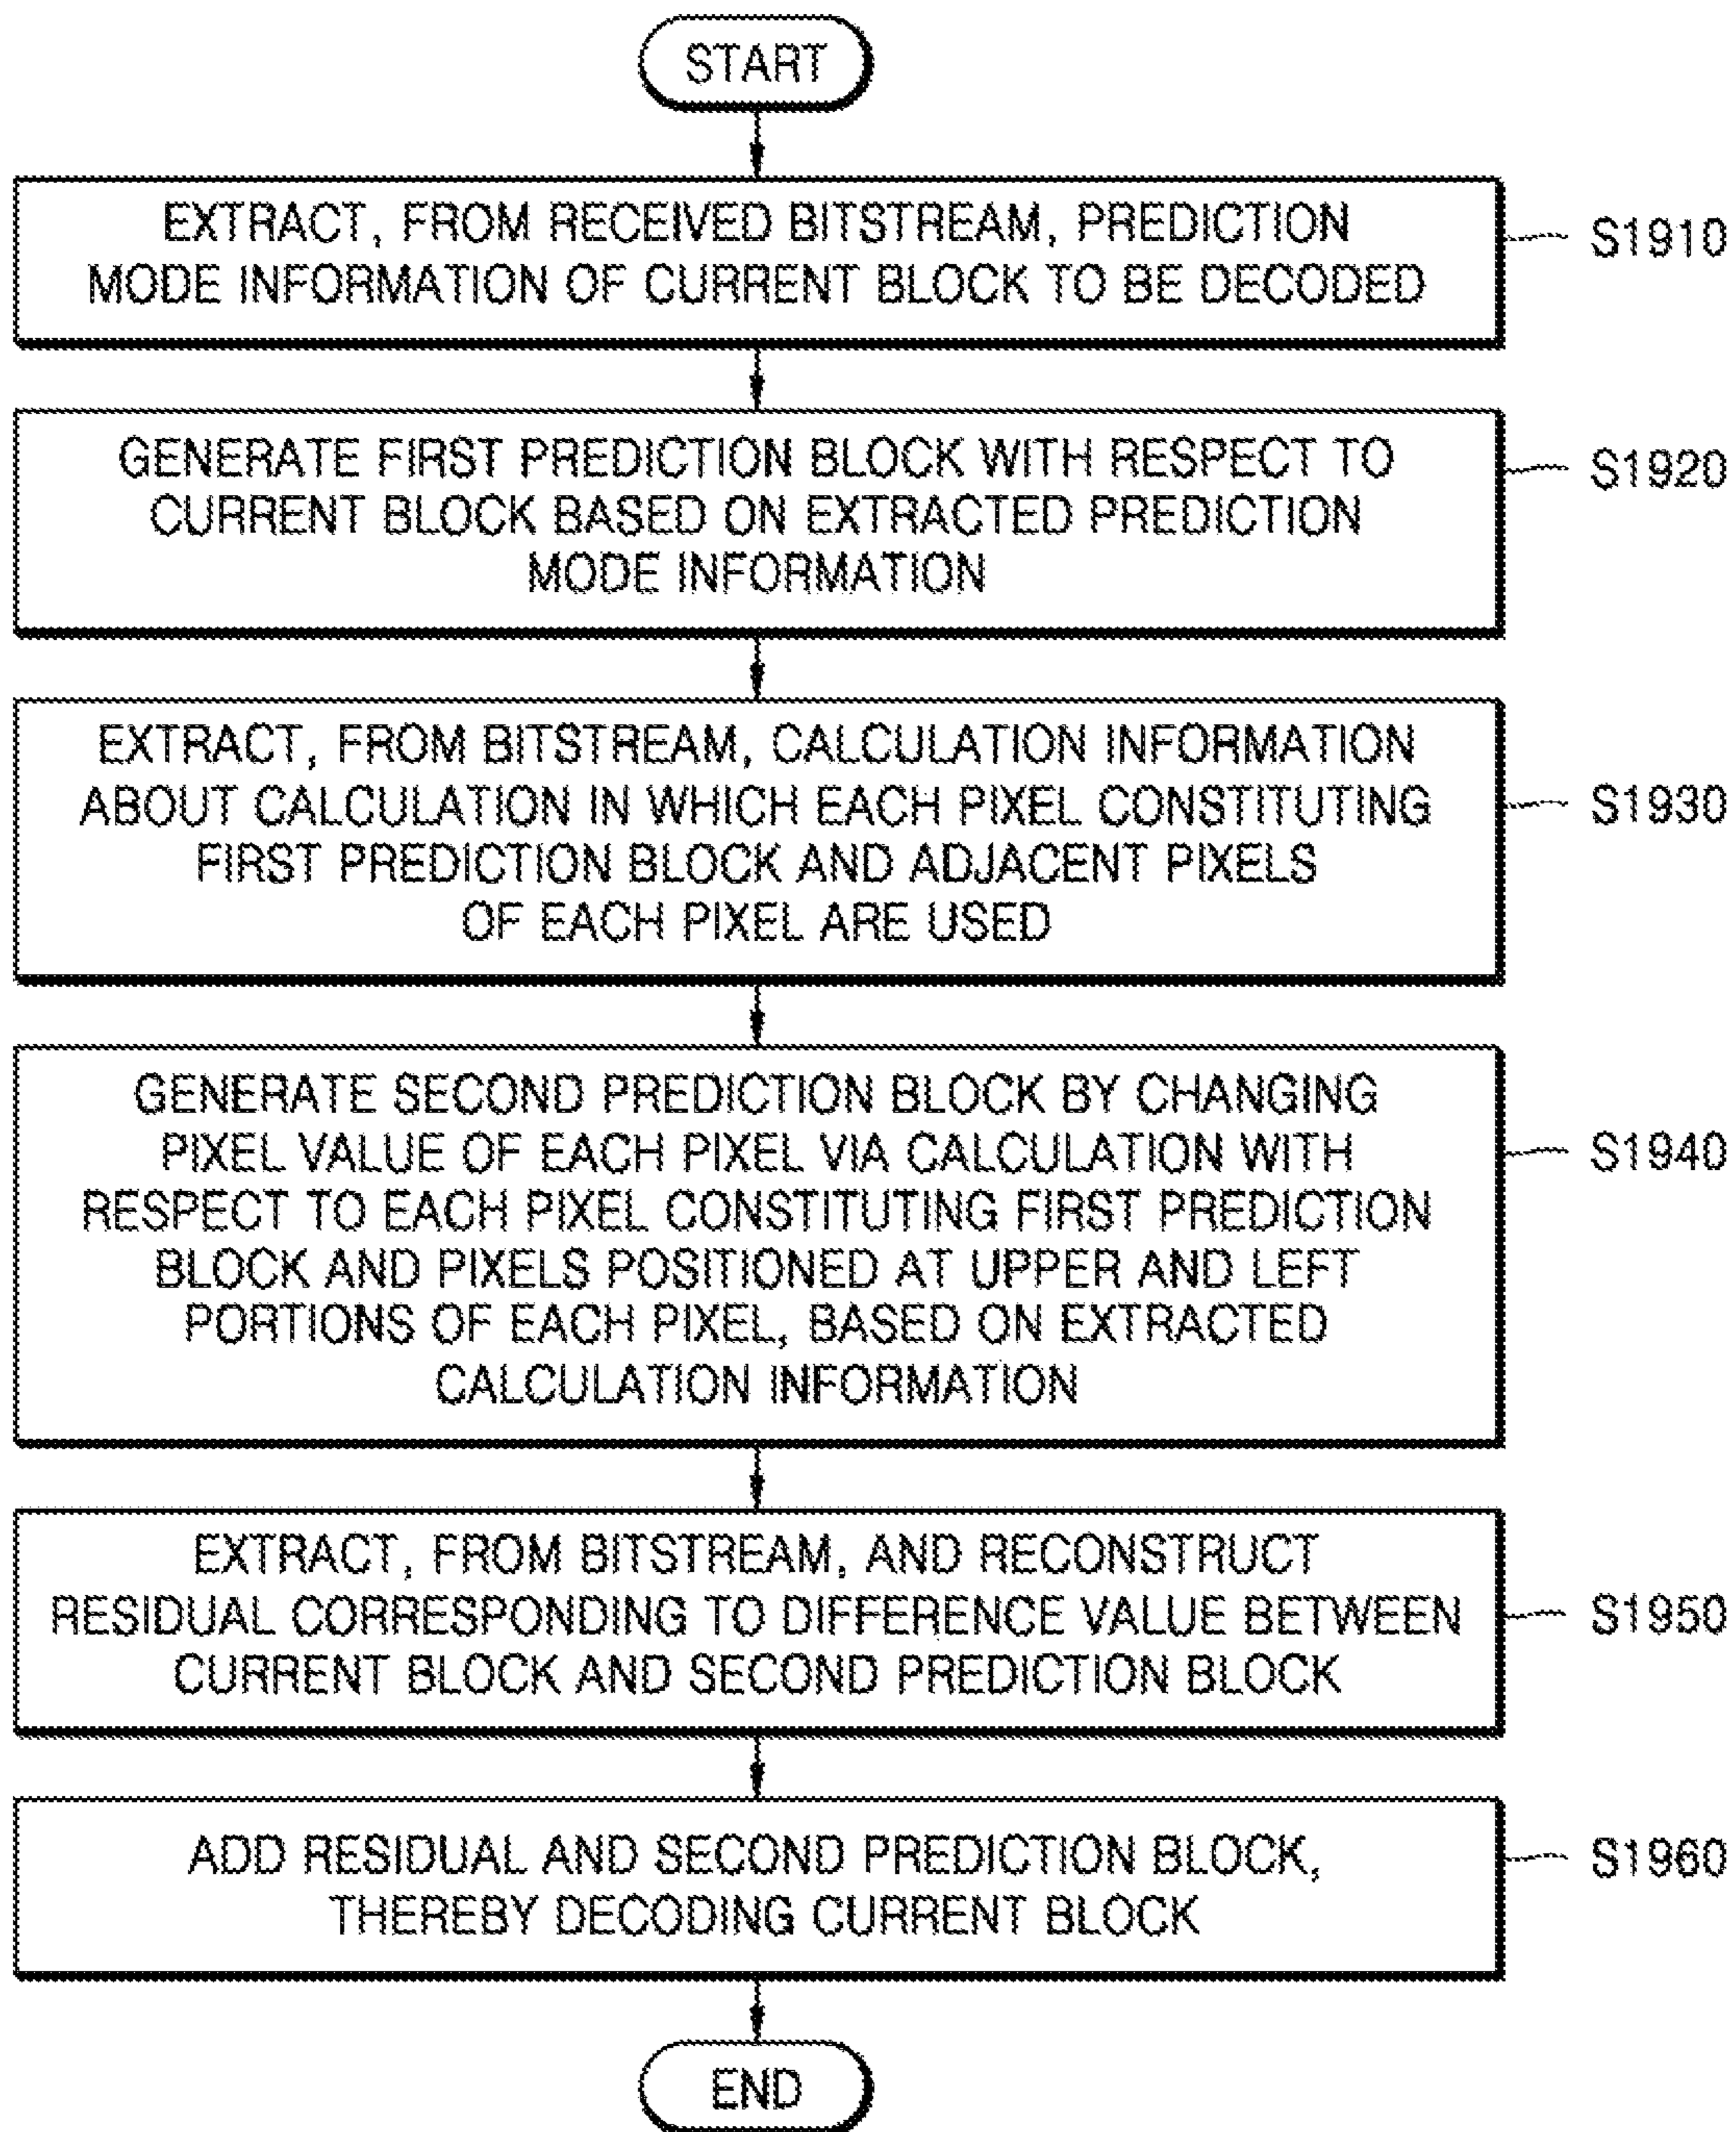 START
EXTRACT, FROM RECEIVED BITSTREAM, PREDICTION
MODE INFORMATION OF CURRENT BLOCK TO BE DECODED
S1910
GENERATE FIRST PREDICTION BLOCK WITH RESPECT TO
CURRENT BLOCK BASED ON EXTRACTED PREDICTION
MODE INFORMATION
S1920
EXTRACT, FROM BITSTREAM, CALCULATION INFORMATION
ABOUT CALCULATION IN WHICH EACH PIXEL CONSTITUTING
FIRST PREDICTION BLOCK AND ADJACENT PIXELS
OF EACH PIXEL ARE USED
S1930
GENERATE SECOND PREDICTION BLOCK BY CHANGING
PIXEL VALUE OF EACH PIXEL VIA CALCULATION WITH
RESPECT TO EACH PIXEL CONSTITUTING FIRST PREDICTION
BLOCK AND PIXELS POSITIONED AT UPPER AND LEFT
PORTIONS OF EACH PIXEL, BASED ON EXTRACTED
CALCULATION INFORMATION
S1940
EXTRACT, FROM BITSTREAM, AND RECONSTRUCT
RESIDUAL CORRESPONDING TO DIFFERENCE VALUE BETWEEN
CURRENT BLOCK AND SECOND PREDICTION BLOCK
S1950
ADD RESIDUAL AND SECOND PREDICTION BLOCK,
THEREBY DECODING CURRENT BLOCK
S1960
END